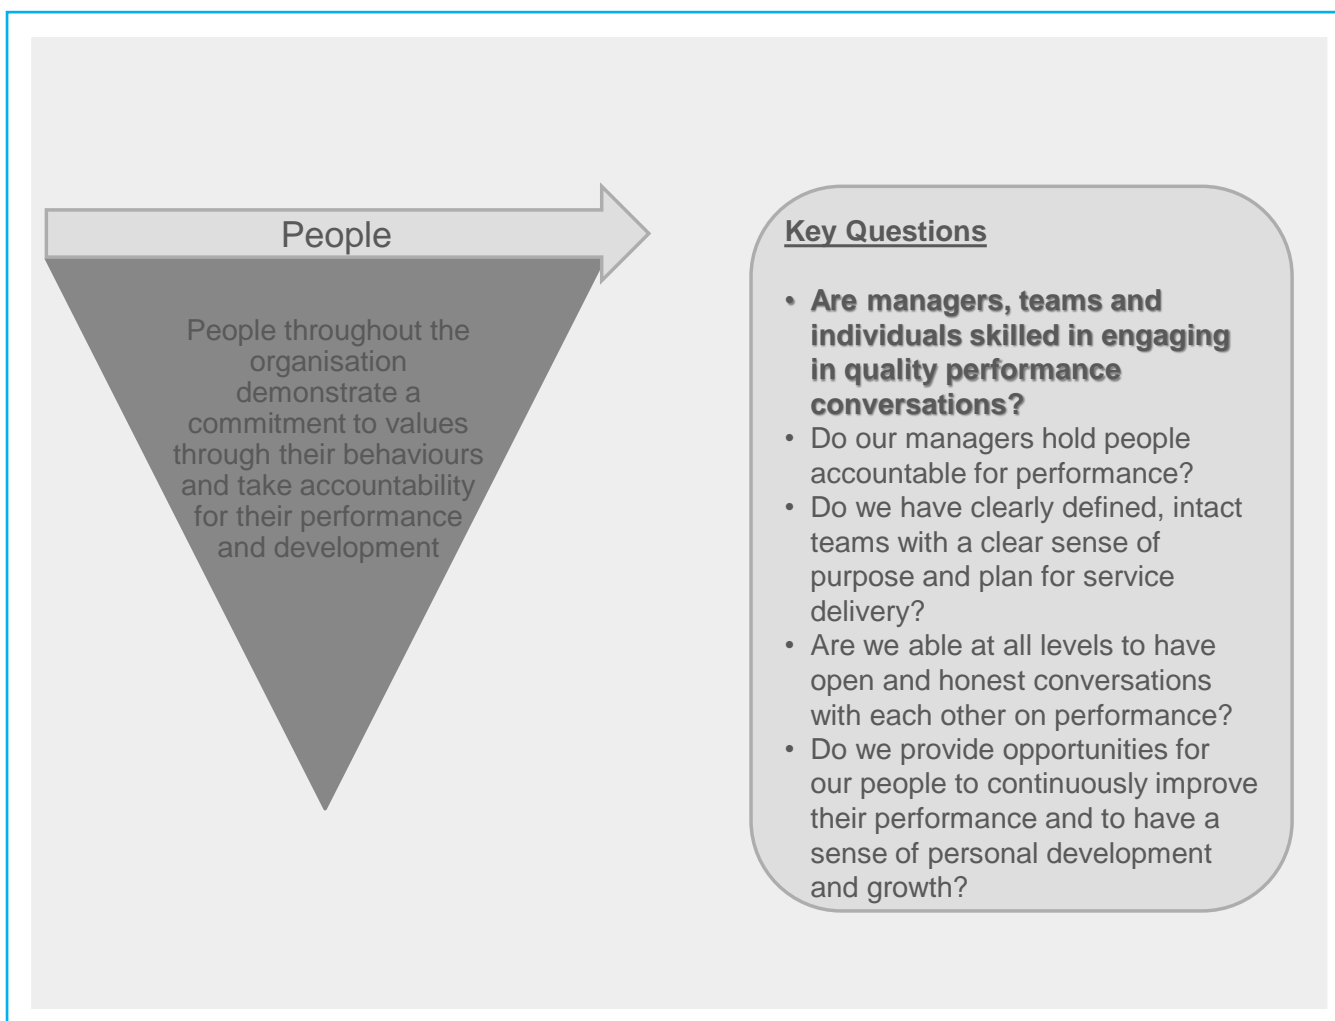 People
People throughout the
organisation
demonstrate a
commitment to values
through their behaviours
and take accountability
for their performance
and development
Key Questions
• Are managers, teams and
individuals skilled in engaging
in quality performance
conversations?
• Do our managers hold people
accountable for performance?
• Do we have clearly defined, intact
teams with a clear sense of
purpose and plan for service
delivery?
• Are we able at all levels to have
open and honest conversations
with each other on performance?
• Do we provide opportunities for
our people to continuously improve
their performance and to have a
sense of personal development
and growth?